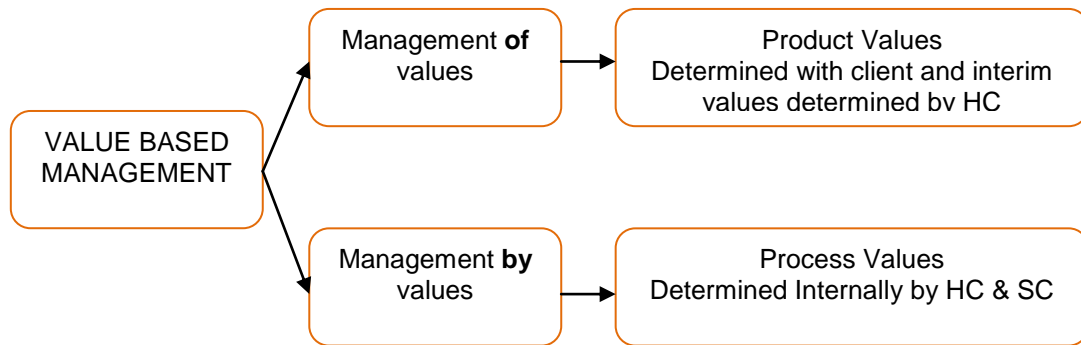 VALUE BASED
MANAGEMENT
Management of
values
Product Values
Determined with client and interim
values determined by HC
Management by
values
Process Values
Determined Internally by HC & SC